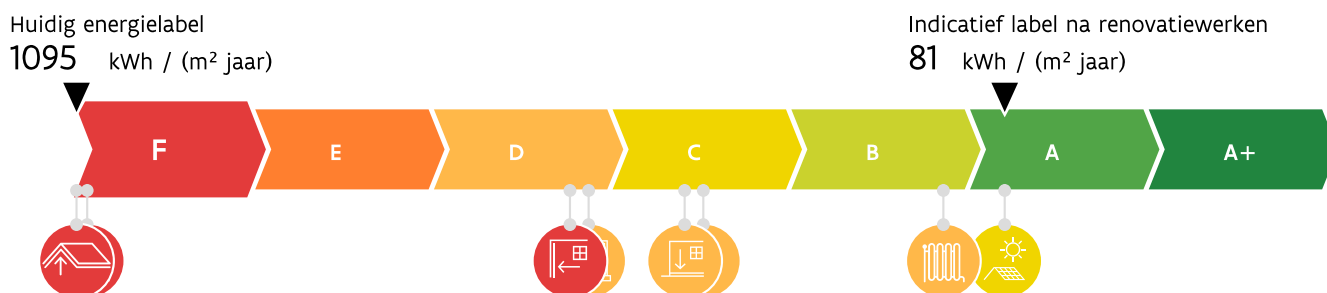 Huidig energielabel
1095 kWh / (m² jaar)
Indicatief label na renovatiewerken
81 kWh / (m² jaar)
F E D C B A A+